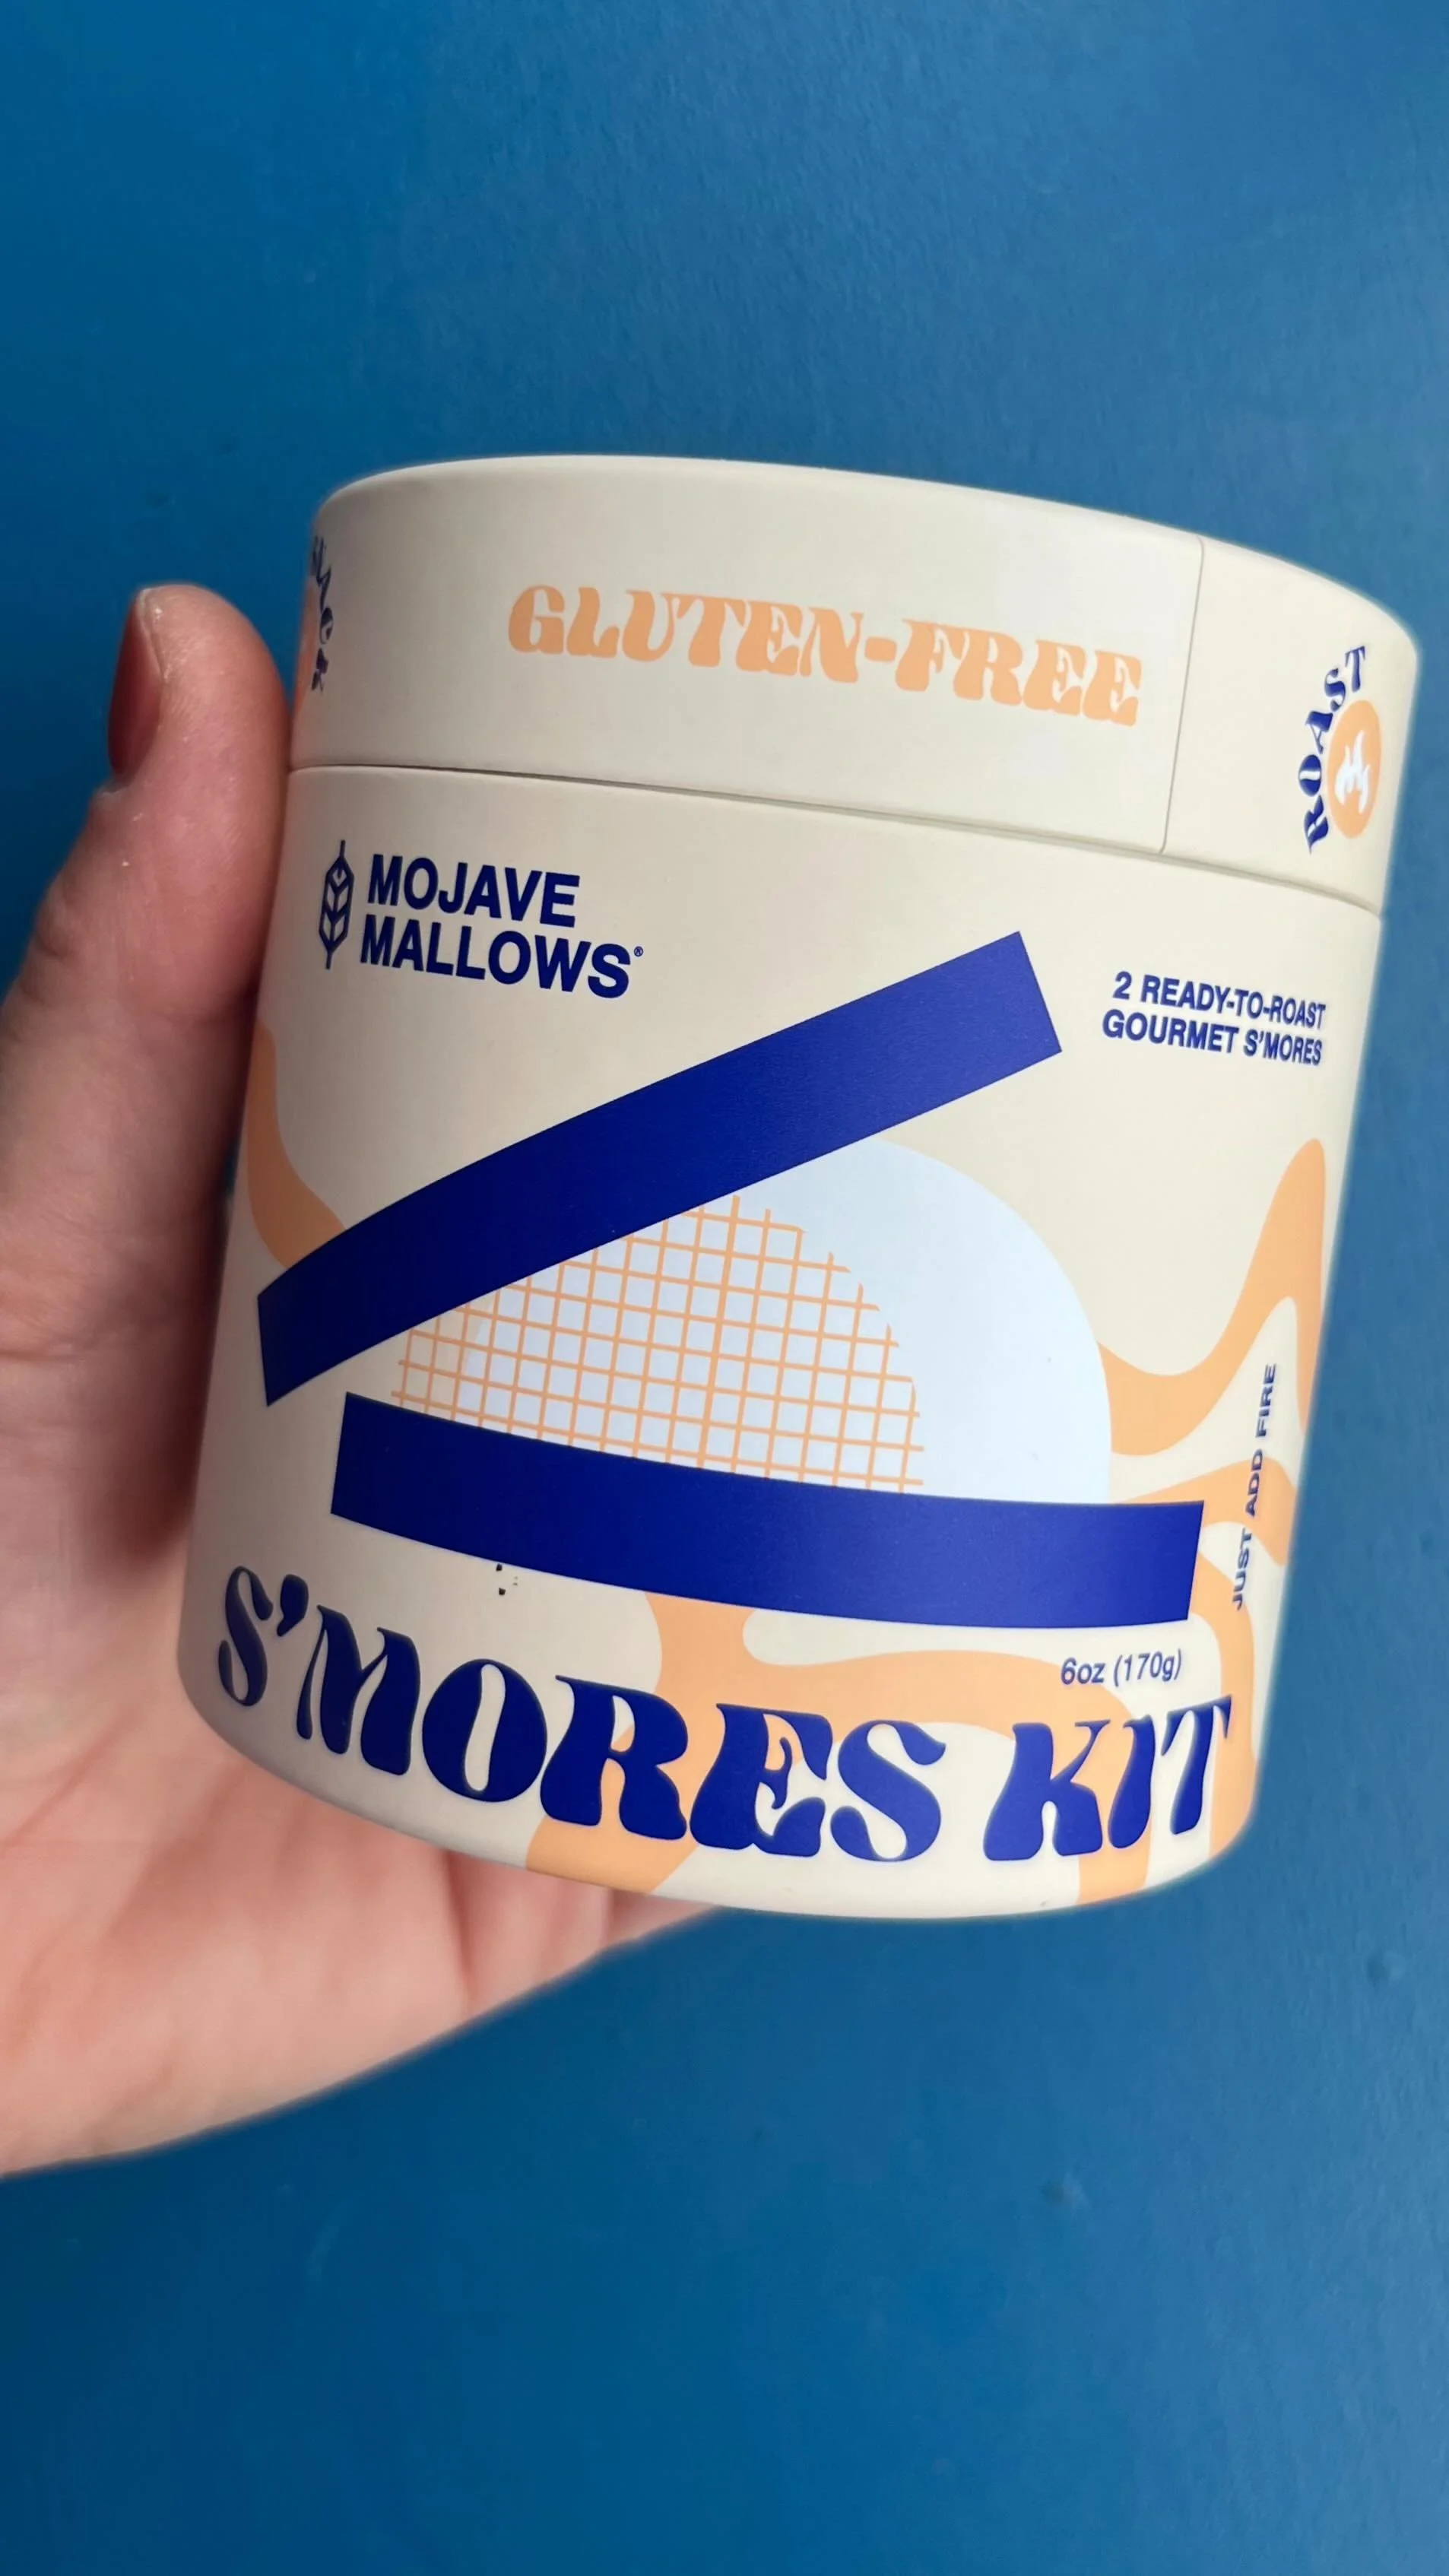 GLUTEN-FREE
ROAST
MOJAVE
MALLOWS®
2 READY-TO-ROAST
GOURMET S'MORES
JUST ADD FIRE
6oz (170g)
S'MORES KIT